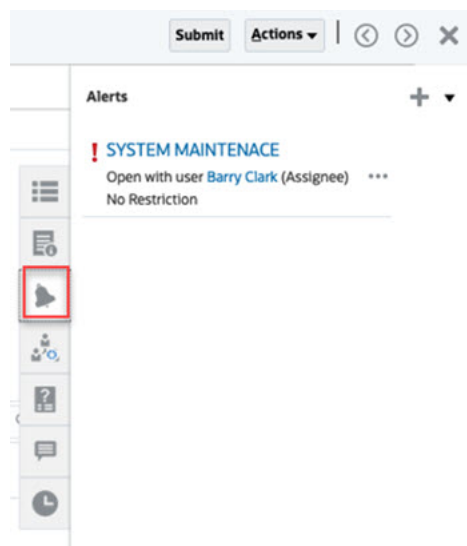 Submit Actions
Alerts
! SYSTEM MAINTENACE
Open with user Barry Clark (Assignee) ...
No Restriction